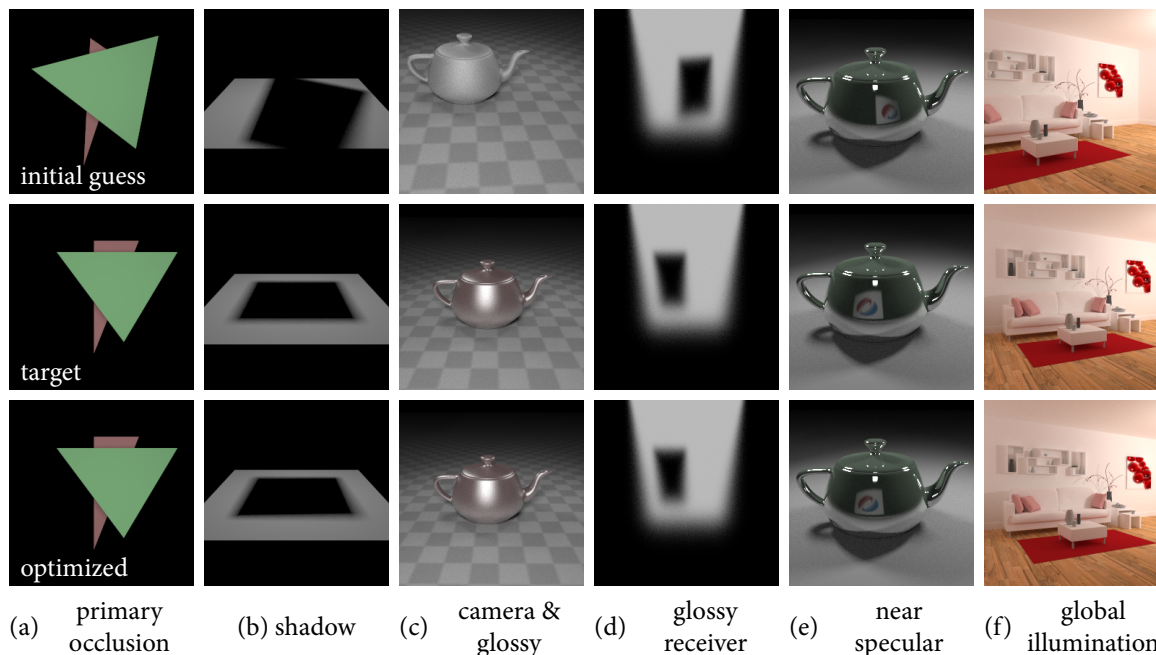 initial guess
target
optimized
(a) primary occlusion
(b) shadow
(c) camera & glossy
(d) glossy receiver
(e) near specular
(f) global illumination